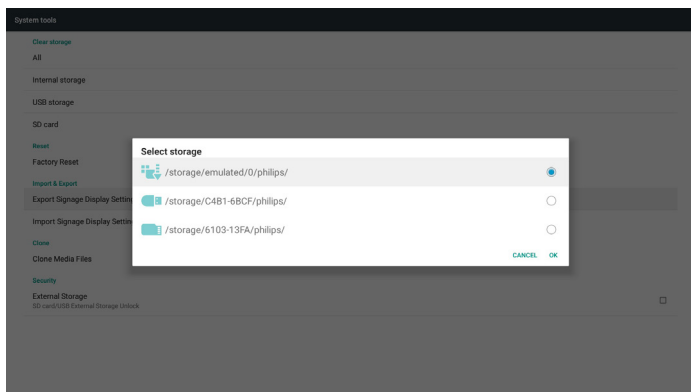 System tools
Clear storage
All
Internal storage
USB storage
SD card
Reset
Factory Reset
Import & Export
Export Signage Display Settin
Import Signage Display Settin
Clone
Clone Media Files
Security
External Storage
SD card/USB External Storage Unlock
Select storage
/storage/emulated/0/philips/
/storage/C4B1-6BCF/philips/
/storage/6103-13FA/philips/
CANCEL OK